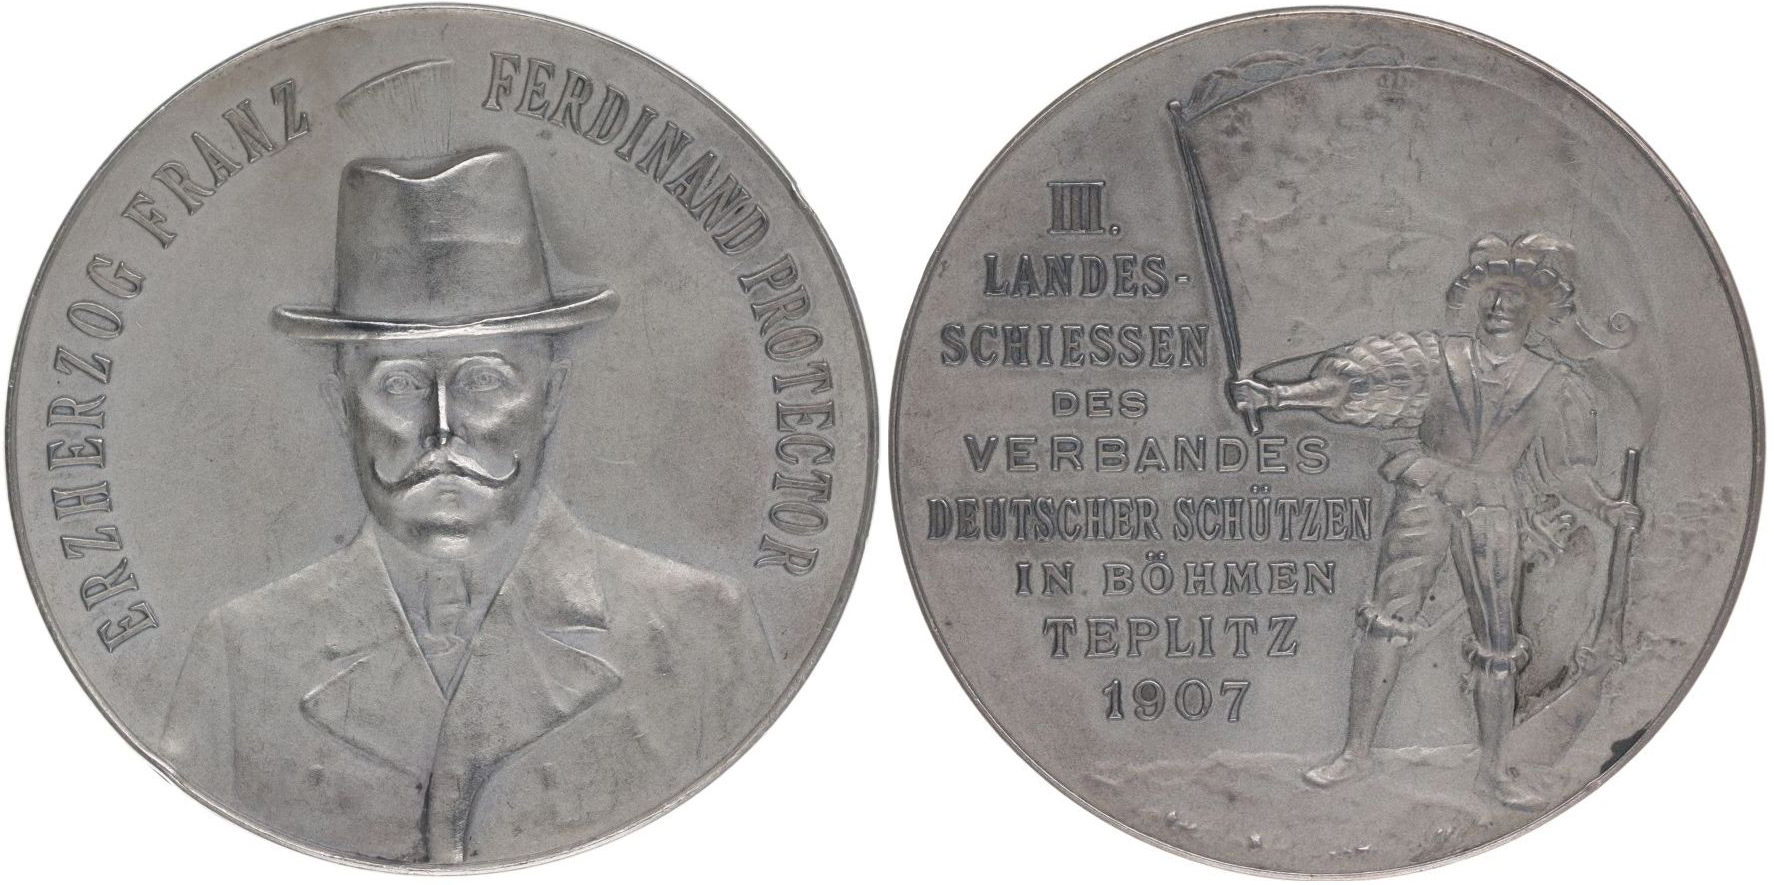 ERZHERZOG FRANZ FERDINAND PROTECTOR
III.
LANDES-
SCHIESSEN
DES
VERBANDES
DEUTSCHER SCHÜTZEN
IN BÖHMEN
TEPLITZ
1907